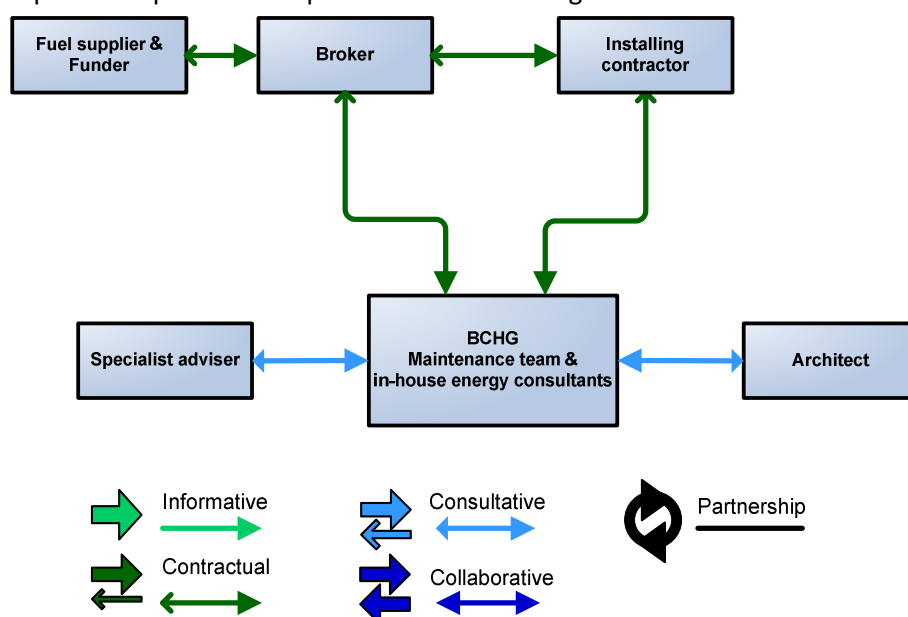 Fuel supplier &
Funder
Broker
Installing
contractor
Specialist adviser
BCHG
Maintenance team &
in-house energy consultants
Architect
Informative
Consultative
Partnership
Contractual
Collaborative